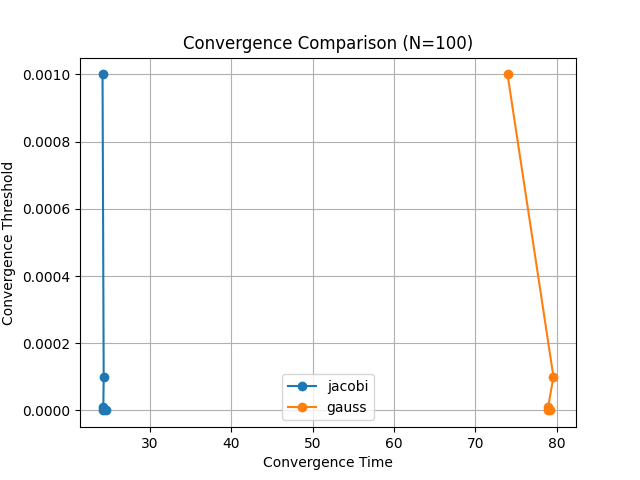 Convergence Comparison (N=100)
0.0010
0.0008
0.0006
0.0004
0.0002
0.0000
Convergence Threshold
jacobi
gauss
30 40 50 60 70 80
Convergence Time